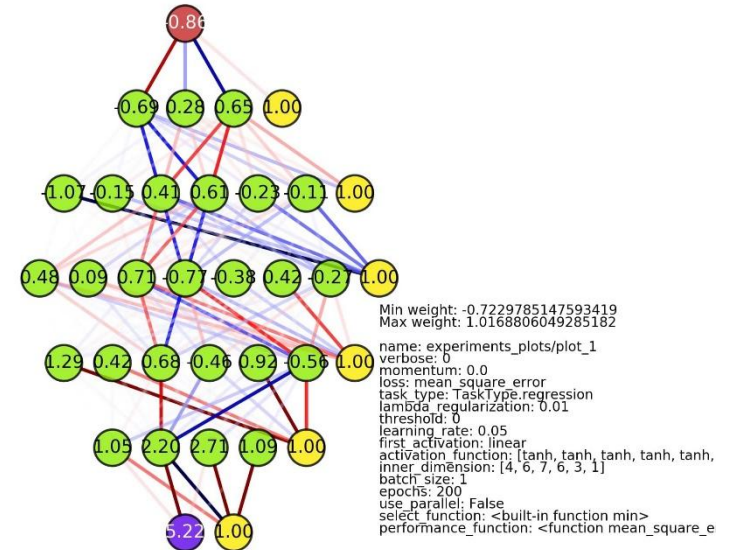 -0.86
-0.69 0.28 0.65 1.00
-1.07 -0.15 0.41 0.61 -0.23 -0.11 1.00
0.48 0.09 0.71 -0.77 -0.38 0.42 -0.27 1.00
Min weight: -0.7229785147593419
Max weight: 1.0168806049285182
name: experiments_plots/plot_1
verbose: 0
1.29 0.42 0.68 -0.46 0.92 -0.56 1.00
momentum: 0.0
loss: mean_square_error
task_type: TaskType.regression
lambda_regularization: 0.01
threshold: 0
learning_rate: 0.05
first_activation: linear
1.05 2.20 2.71 1.09 1.00
activation_function: [tanh, tanh, tanh, tanh, tanh,
inner_dimension: [4, 6, 7, 6, 3, 1]
batch_size: 1
epochs: 200
use_parallel: False
select_function: <built-in function min>
5.22 1.00
performance_function: <function mean_square_e